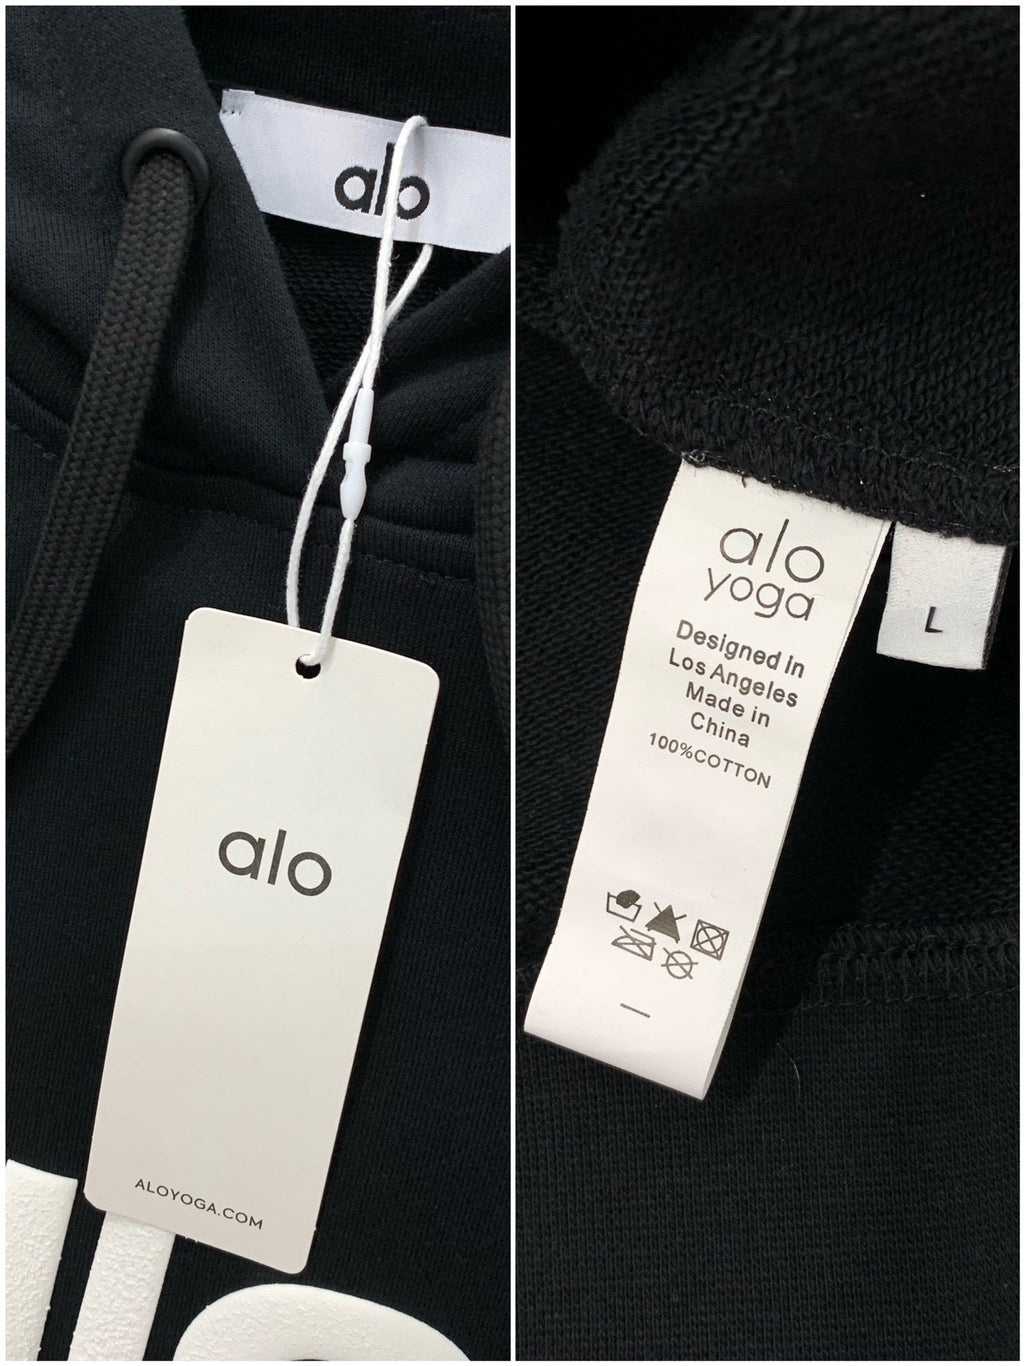 alo
alo
ALOYOGA.COM
alo
yoga
Designed in
Los Angeles
Made in
China
100%COTTON
L